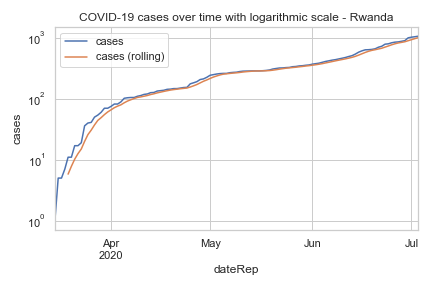 COVID-19 cases over time with logarithmic scale - Rwanda
cases
cases (rolling)
10³
10²
10¹
10⁰
cases
Apr
2020
May
Jun
Jul
dateRep